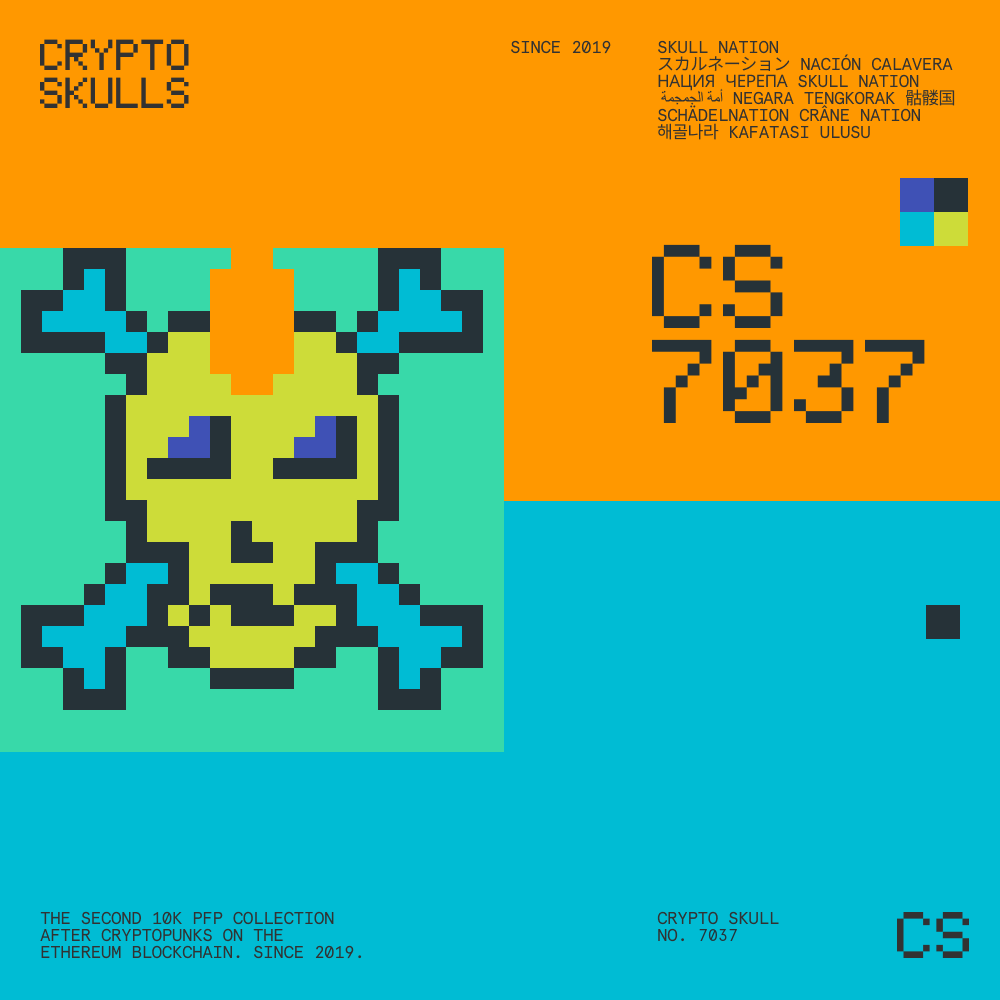 CRYPTO
SKULLS
SINCE 2019
SKULL NATION
スカルネーション NACIÓN CALAVERA
НАЦИЯ ЧЕРЕПА SKULL NATION
أمة الجمجمة NEGARA TENGKORAK 骷髅国
SCHÄDELNATION CRÂNE NATION
해골나라 KAFATASI ULUSU
CS
7037
THE SECOND 10K PFP COLLECTION
AFTER CRYPTOPUNKS ON THE
ETHEREUM BLOCKCHAIN. SINCE 2019.
CRYPTO SKULL
NO. 7037
CS